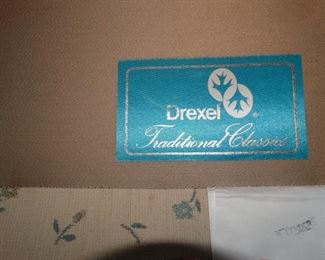 Drexel ®
Traditional Classics